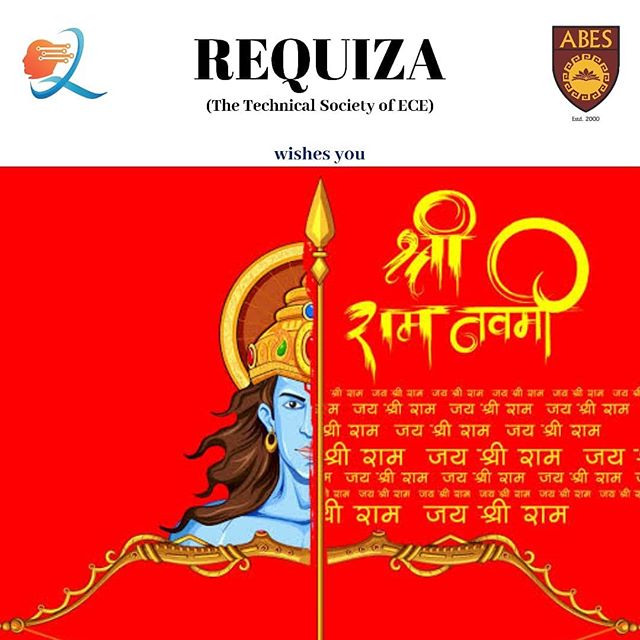 REQUIZA
(The Technical Society of ECE)
ABES
Estd. 2000
wishes you
श्री
राम नवमी
श्री राम जय श्री राम जय श्री राम जय श्री राम जय श्री
राम जय श्री राम जय श्री राम जय श्री राम
श्री राम जय श्री राम जय श्री राम
श्री राम जय श्री राम जय
राम जय श्री राम जय श्री राम जय श्री राम
राम जय श्री राम जय श्री राम जय श्री राम जय श्री राम
श्री राम जय श्री राम